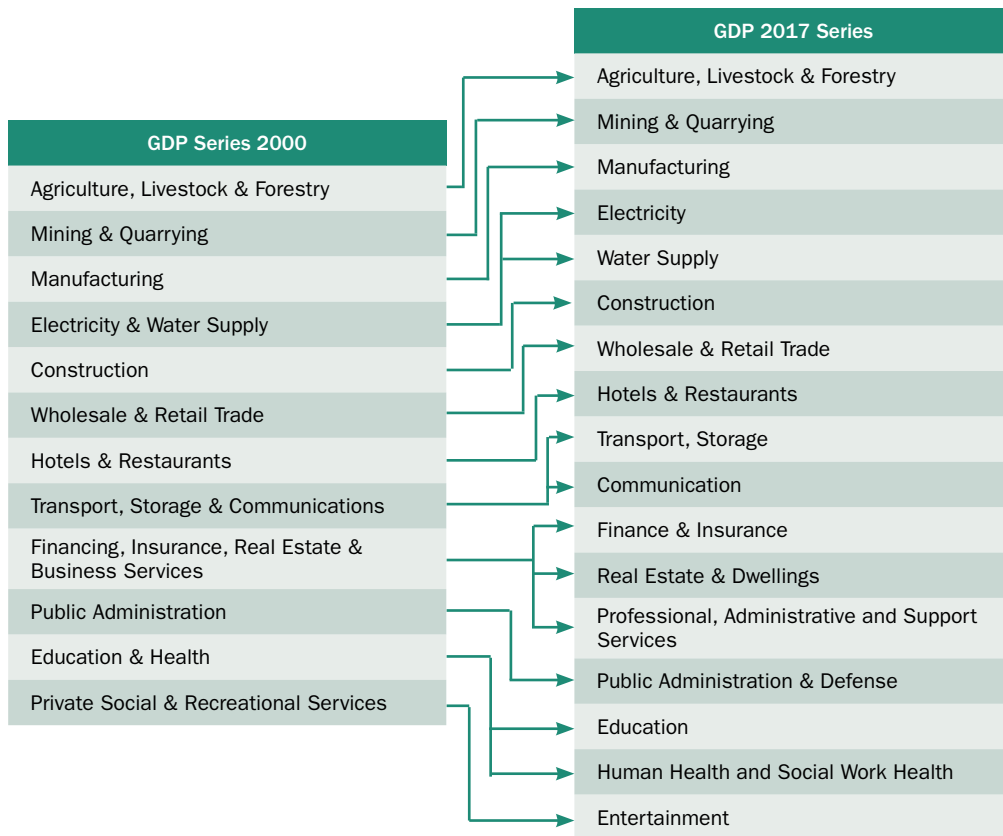 GDP Series 2000
Agriculture, Livestock & Forestry
Mining & Quarrying
Manufacturing
Electricity & Water Supply
Construction
Wholesale & Retail Trade
Hotels & Restaurants
Transport, Storage & Communications
Financing, Insurance, Real Estate &
Business Services
Public Administration
Education & Health
Private Social & Recreational Services
GDP 2017 Series
Agriculture, Livestock & Forestry
Mining & Quarrying
Manufacturing
Electricity
Water Supply
Construction
Wholesale & Retail Trade
Hotels & Restaurants
Transport, Storage
Communication
Finance & Insurance
Real Estate & Dwellings
Professional, Administrative and Support
Services
Public Administration & Defense
Education
Human Health and Social Work Health
Entertainment